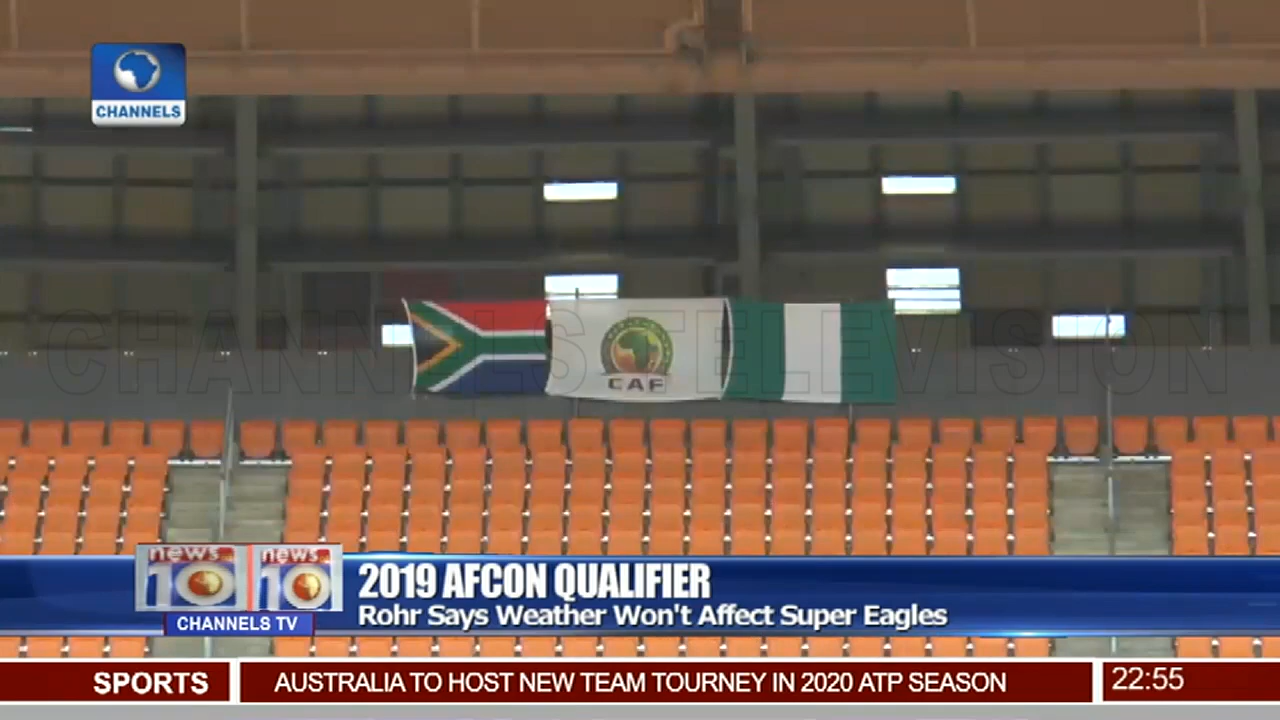 CHANNELS
CHANNELS TELEVISION
CAF
news
10
news
10
CHANNELS TV
2019 AFCON QUALIFIER
Rohr Says Weather Won't Affect Super Eagles
SPORTS
AUSTRALIA TO HOST NEW TEAM TOURNEY IN 2020 ATP SEASON
22:55